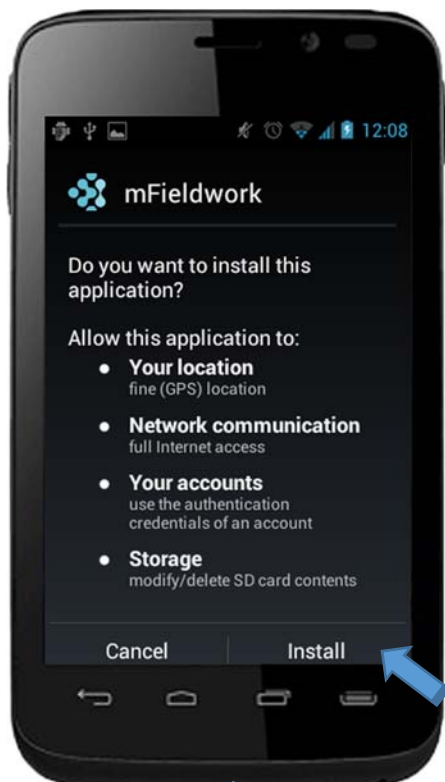 12:08
mFieldwork
Do you want to install this
application?
Allow this application to:
• Your location
fine (GPS) location
• Network communication
full Internet access
• Your accounts
use the authentication
credentials of an account
• Storage
modify/delete SD card contents
Cancel Install